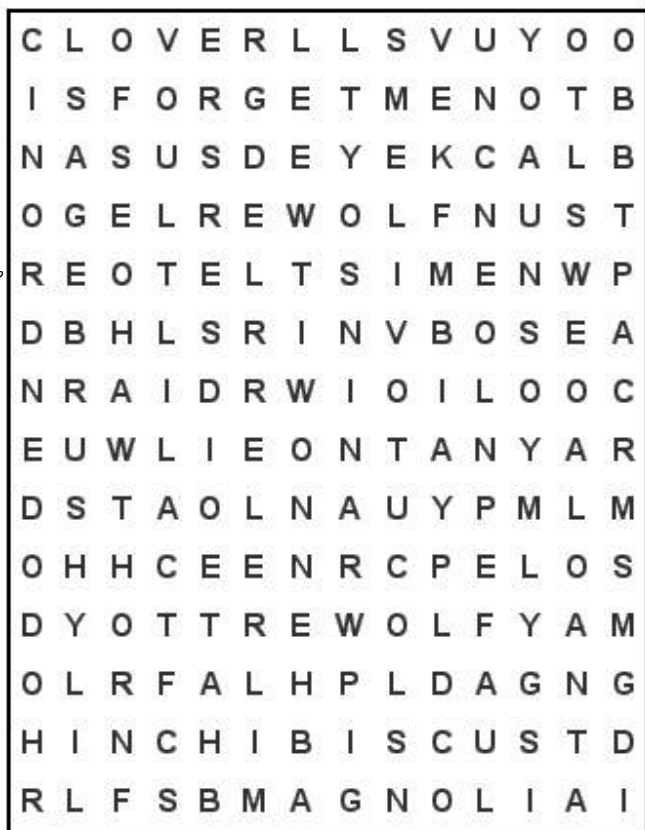 C L O V E R L L S V U Y O O
I S F O R G E T M E N O T B
N A S U S D E Y E K C A L B
O G E L R E W O L F N U S T
R E O T E L T S I M E N W P
D B H L S R I N V B O S E A
N R A I D R W I O I L O O C
E U W L I E O N T A N Y A R
D S T A O L N A U Y P M L M
O H H C E E N R C P E L O S
D Y O T T R E W O L F Y A M
O L R F A L H P L D A G N G
H I N C H I B I S C U S T D
R L F S B M A G N O L I A I